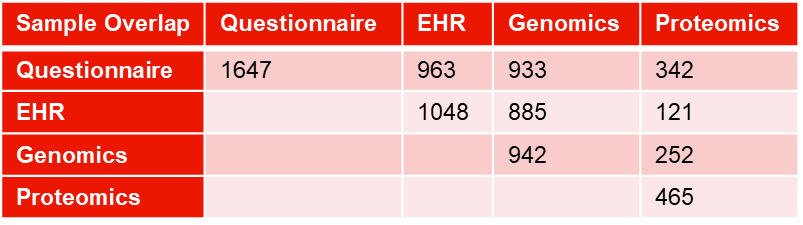 Sample Overlap Questionnaire EHR Genomics Proteomics
Questionnaire 1647 963 933 342
EHR 1048 885 121
Genomics 942 252
Proteomics 465